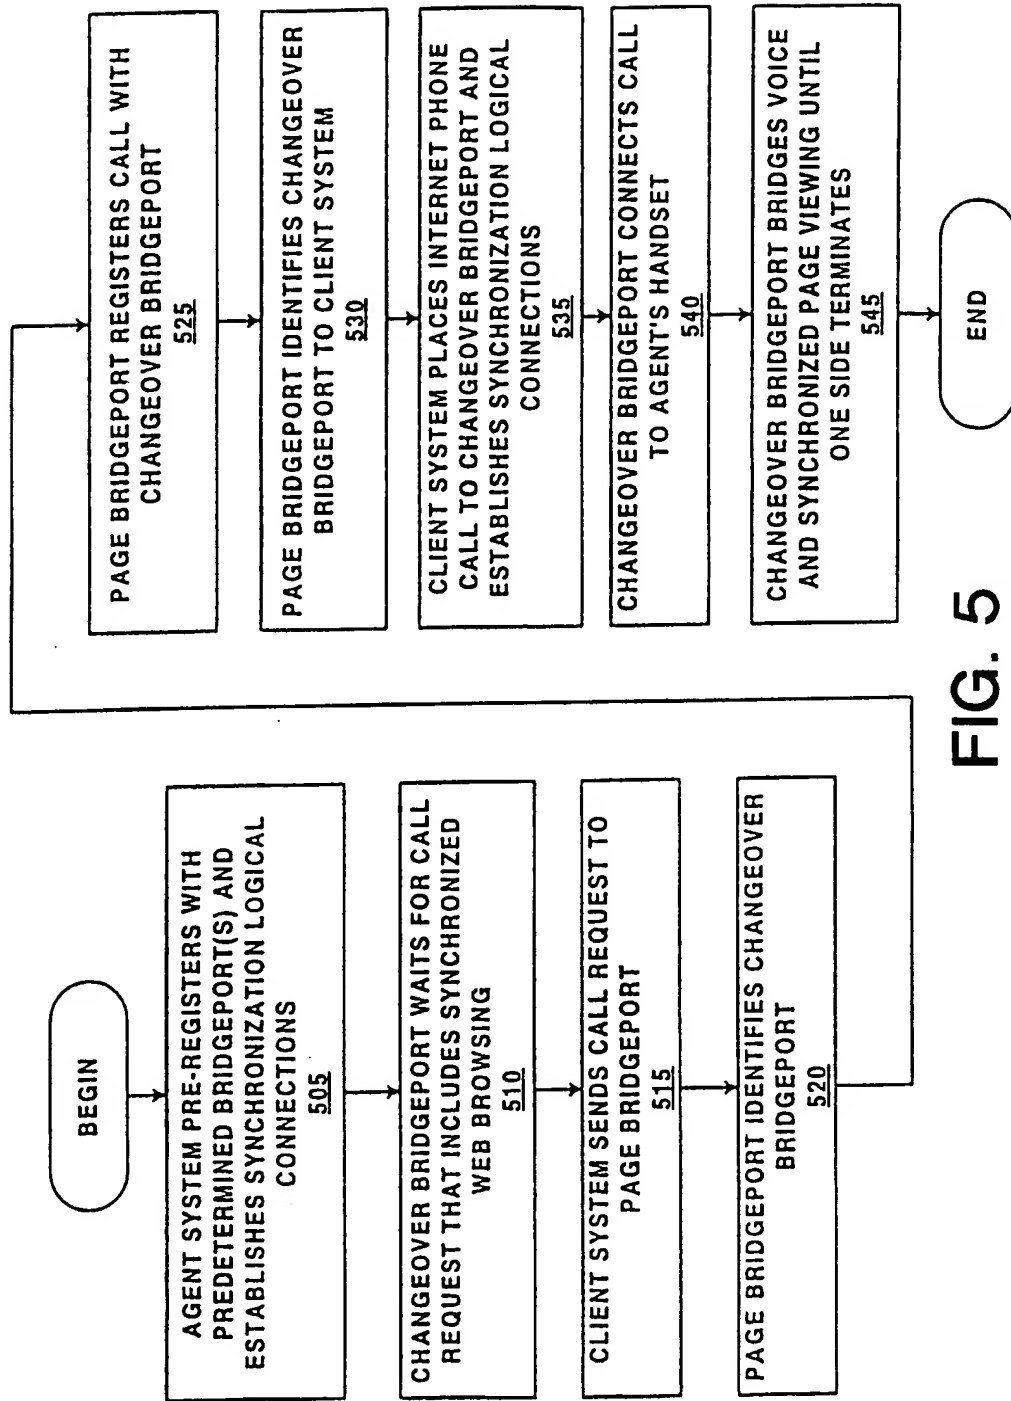 BEGIN
AGENT SYSTEM PRE-REGISTERS WITH
PREDETERMINED BRIDGEPORT(S) AND
ESTABLISHES SYNCHRONIZATION LOGICAL
CONNECTIONS
505
CHANGEOVER BRIDGEPORT WAITS FOR CALL
REQUEST THAT INCLUDES SYNCHRONIZED
WEB BROWSING
510
CLIENT SYSTEM SENDS CALL REQUEST TO
PAGE BRIDGEPORT
515
PAGE BRIDGEPORT IDENTIFIES CHANGEOVER
BRIDGEPORT
520
PAGE BRIDGEPORT REGISTERS CALL WITH
CHANGEOVER BRIDGEPORT
525
PAGE BRIDGEPORT IDENTIFIES CHANGEOVER
BRIDGEPORT TO CLIENT SYSTEM
530
CLIENT SYSTEM PLACES INTERNET PHONE
CALL TO CHANGEOVER BRIDGEPORT AND
ESTABLISHES SYNCHRONIZATION LOGICAL
CONNECTIONS
535
CHANGEOVER BRIDGEPORT CONNECTS CALL
TO AGENT'S HANDSET
540
CHANGEOVER BRIDGEPORT BRIDGES VOICE
AND SYNCHRONIZED PAGE VIEWING UNTIL
ONE SIDE TERMINATES
545
END
FIG. 5